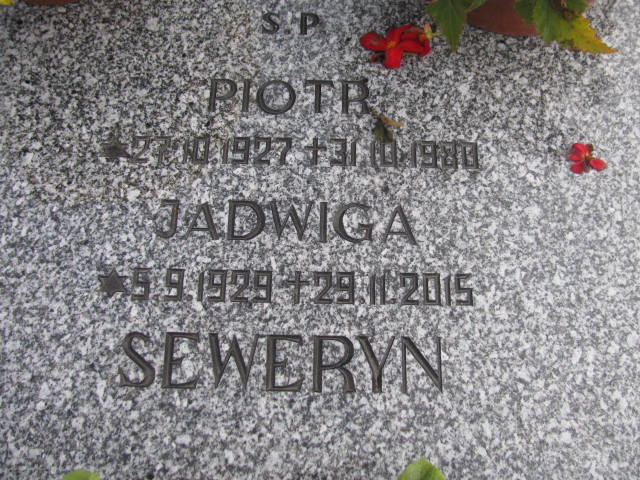 S.P
PIOTR
*27.10.1927 +31.10.1980
JADWIGA
*5.9.1929 +29.11.2015
SEWERYN